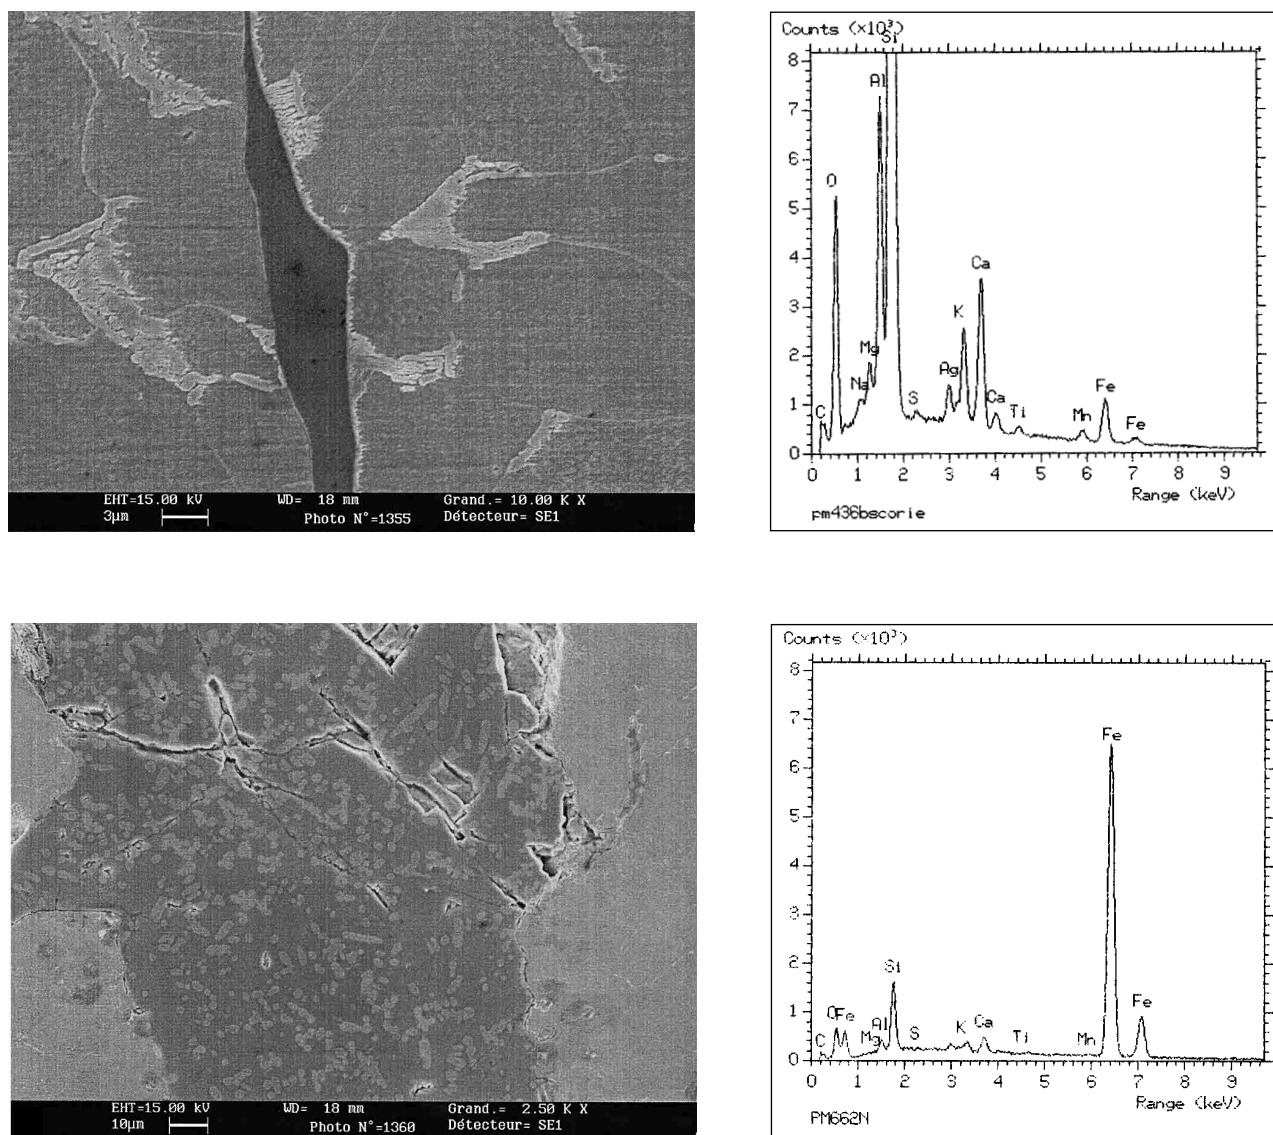 Counts (×10³)
Si
8
Al
7
6
O
5
4
Ca
3
K
2
Mg
Ag
Na
Fe
1
C
S
Ca
Ti
Mn
Fe
0
0 1 2 3 4 5 6 7 8 9
Range (keV)
pm436bscorie
EHT=15.00 kV WD= 18 mm Grand.= 10.00 K X
3µm Photo N°=1355 Détecteur= SE1
Counts (×10³)
8
7
Fe
6
5
4
3
2
Si
1
O Fe
Al
Fe
C
Mg
S
K
Ca
Ti
Mn
0
0 1 2 3 4 5 6 7 8 9
Range (keV)
PM662N
EHT=15.00 kV WD= 18 mm Grand.= 2.50 K X
10µm Photo N°=1360 Détecteur= SE1